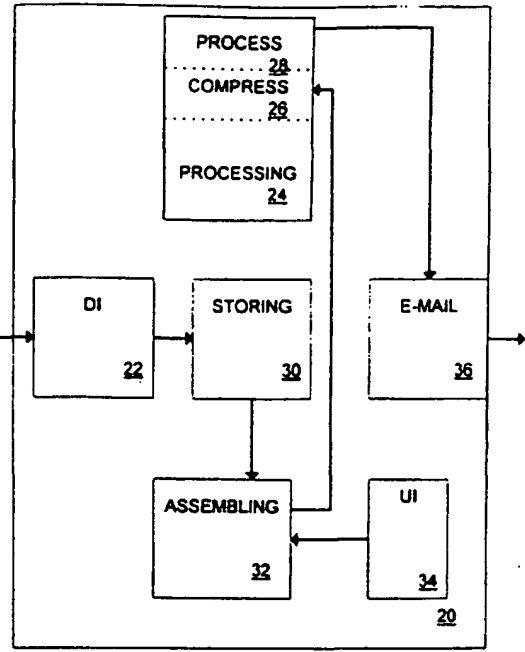 PROCESS
28
COMPRESS
26
PROCESSING
24
DI
22
STORING
30
E-MAIL
36
ASSEMBLING
32
UI
34
20